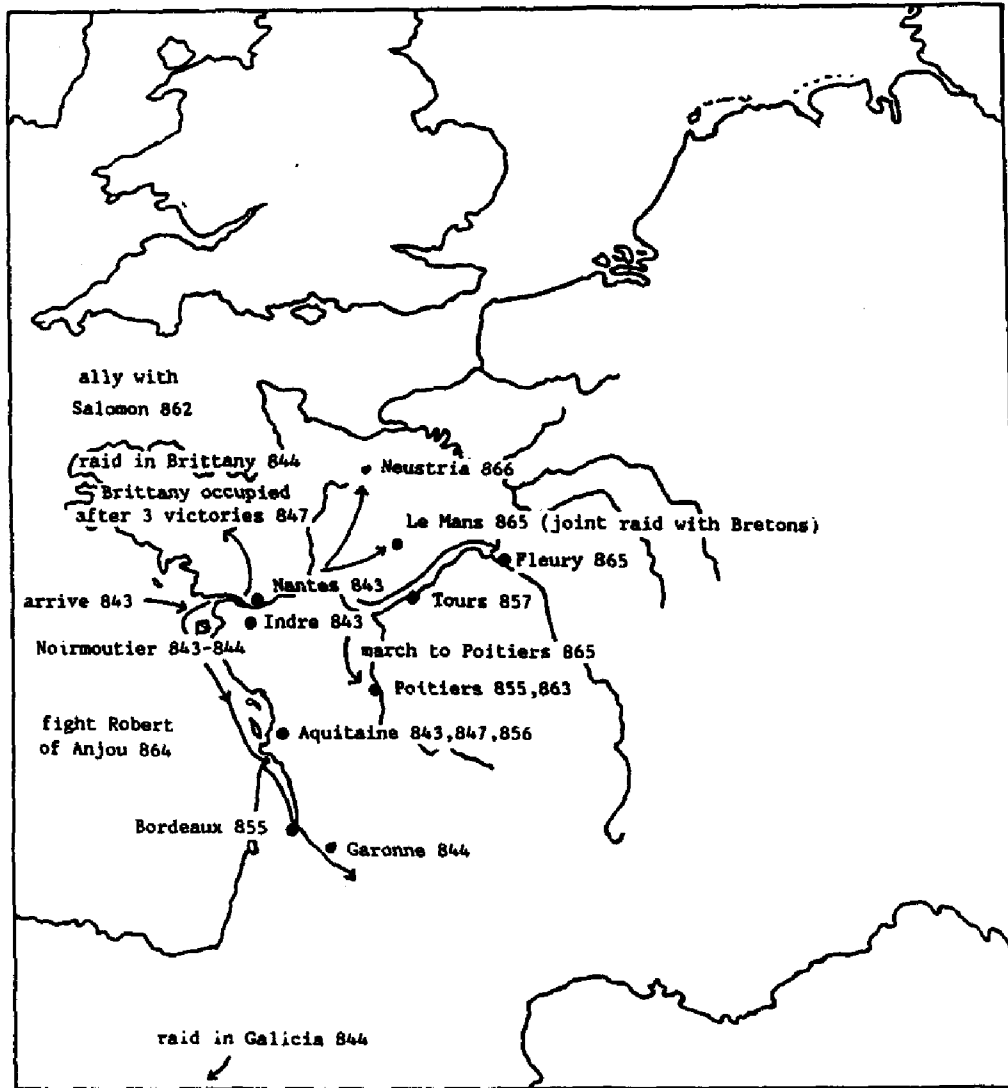 ally with
Salomon 862
raid in Brittany 844
Brittany occupied
after 3 victories 847
Neustria 866
Le Mans 865 (joint raid with Bretons)
Fleury 865
Nantes 843
arrive 843
Tours 857
Indre 843
Noirmoutier 843-844
march to Poitiers 865
Poitiers 855,863
fight Robert
of Anjou 864
Aquitaine 843,847,856
Bordeaux 855
Garonne 844
raid in Galicia 844